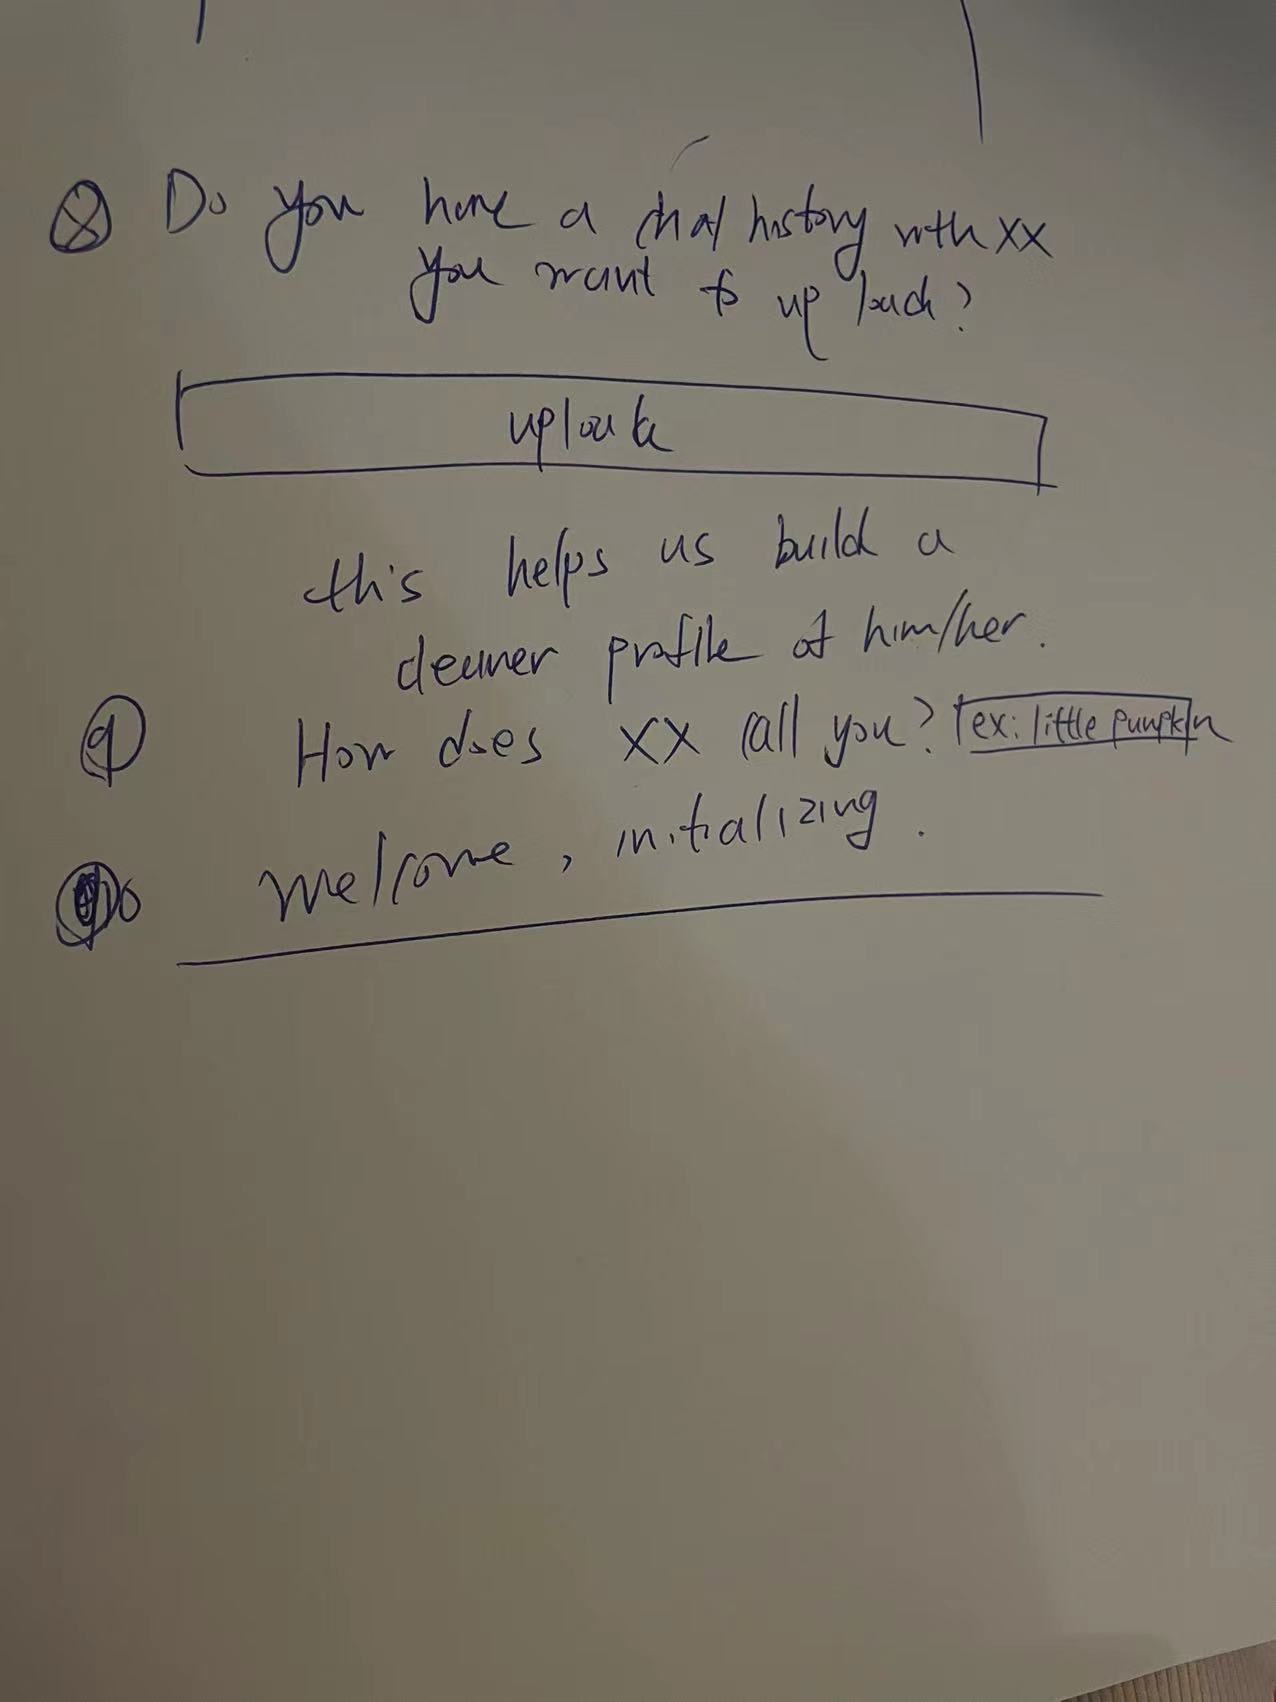 ⑧ Do you have a chat history with XX
you want to upload?
upload
this helps us build a
clearer profile of him/her.
⑨ How does XX call you? ex: little pumpkin
10 Welcome, initializing.